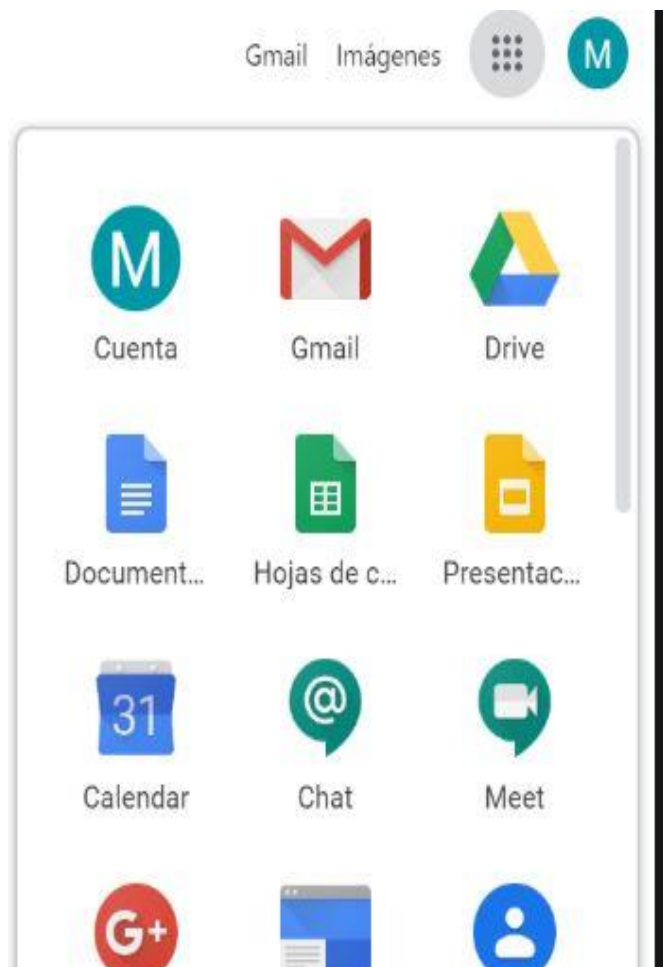 Gmail Imágenes M
M
Cuenta Gmail Drive
Document... Hojas de c... Presentac...
31 @
Calendar Chat Meet
G+